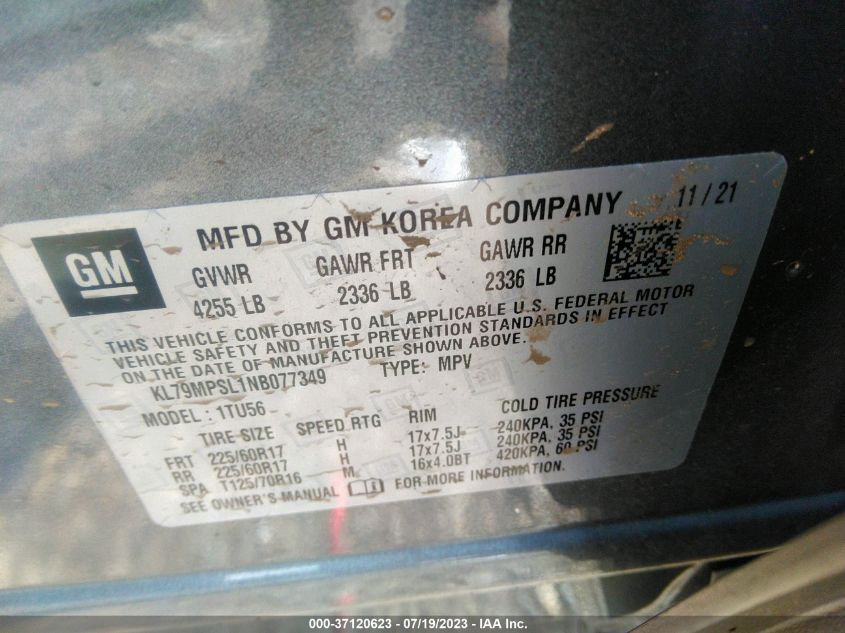 GM
MFD BY GM KOREA COMPANY 11/21
GVWR GAWR FRT GAWR RR
4255 LB 2336 LB 2336 LB
THIS VEHICLE CONFORMS TO ALL APPLICABLE U.S. FEDERAL MOTOR
VEHICLE SAFETY AND THEFT PREVENTION STANDARDS IN EFFECT
ON THE DATE OF MANUFACTURE SHOWN ABOVE.
KL79MPSL1NB077349 TYPE: MPV
MODEL: 1TU56
TIRE SIZE SPEED RTG RIM COLD TIRE PRESSURE
FRT 225/60R17 H 17x7.5J 240KPA, 35 PSI
RR 225/60R17 H 17x7.5J 240KPA, 35 PSI
SPA T125/70R16 M 16x4.0BT 420KPA, 60 PSI
SEE OWNER'S MANUAL FOR MORE INFORMATION.
000-37120623 - 07/19/2023 - IAA Inc.